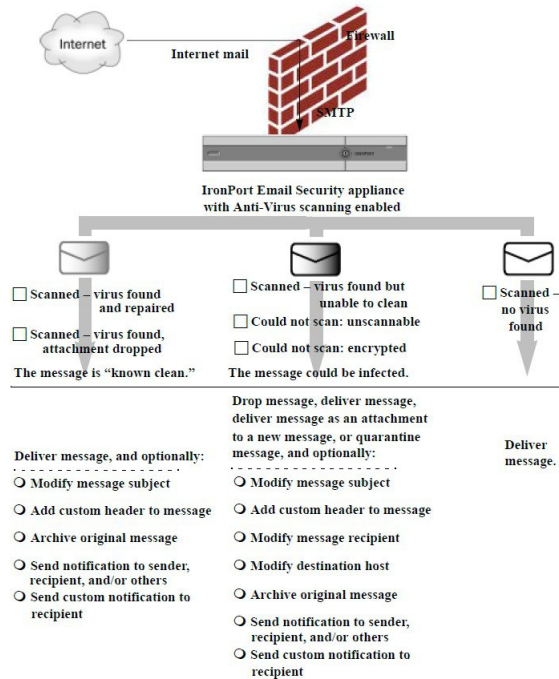 Internet
Firewall
Internet mail
SMTP
IRONPORT
IronPort Email Security appliance
with Anti-Virus scanning enabled
Scanned – virus found
and repaired
Scanned – virus found,
attachment dropped
The message is “known clean.”
Scanned – virus found but
unable to clean
Could not scan: unscannable
Could not scan: encrypted
The message could be infected.
Scanned –
no virus
found
Deliver message, and optionally:
Modify message subject
Add custom header to message
Archive original message
Send notification to sender,
recipient, and/or others
Send custom notification to
recipient
Drop message, deliver message,
deliver message as an attachment
to a new message, or quarantine
message, and optionally:
Modify message subject
Add custom header to message
Modify message recipient
Modify destination host
Archive original message
Send notification to sender,
recipient, and/or others
Send custom notification to
recipient
Deliver
message.